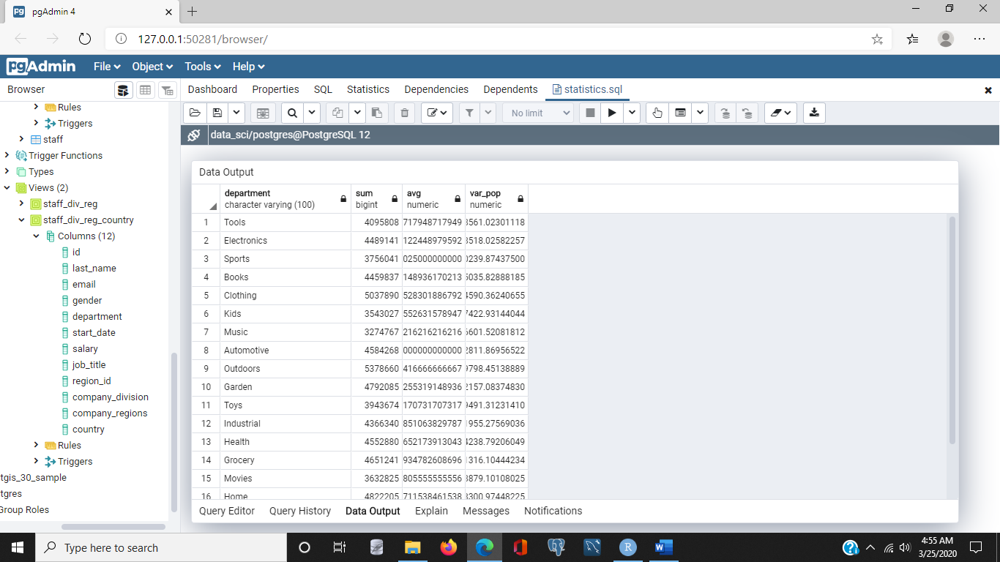 pgAdmin 4
127.0.0.1:50281/browser/
pgAdmin File Object Tools Help
Browser
Dashboard Properties SQL Statistics Dependencies Dependents statistics.sql
No limit
data_sci/postgres@PostgreSQL 12
Rules
Triggers
staff
Trigger Functions
Types
Views (2)
staff_div_reg
staff_div_reg_country
Columns (12)
id
last_name
email
gender
department
start_date
salary
job_title
region_id
company_division
company_regions
country
Rules
Triggers
tgis_30_sample
tgres
Group Roles
Data Output
department sum avg var_pop
character varying (100) bigint numeric numeric
1 Tools 4095808 717948717949 3561.02301118
2 Electronics 4489141 122448979592 3518.02582257
3 Sports 3756041 025000000000 0239.87437500
4 Books 4459837 148936170213 5035.82888185
5 Clothing 5037890 528301886792 4590.36240655
6 Kids 3543027 552631578947 7422.93144044
7 Music 3274767 216216216216 6601.52081812
8 Automotive 4584268 000000000000 2811.86956522
9 Outdoors 5378660 416666666667 9798.45138889
10 Garden 4792085 255319148936 2157.08374830
11 Toys 3943674 170731707317 9491.31231410
12 Industrial 4366340 851063829787 1955.27569036
13 Health 4552880 652173913043 4238.79206049
14 Grocery 4651241 934782608696 1316.10444234
15 Movies 3632825 805555555556 3879.10108025
16 Home 4822205 711538461538 3300.97448225
Query Editor Query History Data Output Explain Messages Notifications
Type here to search
4:55 AM
3/25/2020